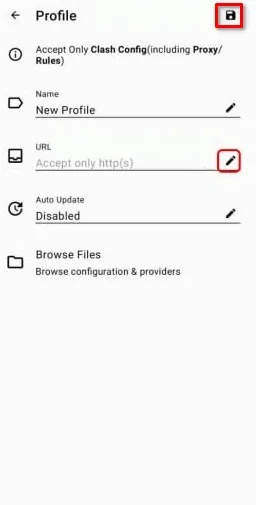 Profile
Accept Only Clash Config(including Proxy/
Rules)
Name
New Profile
URL
Accept only http(s)
Auto Update
Disabled
Browse Files
Browse configuration & providers